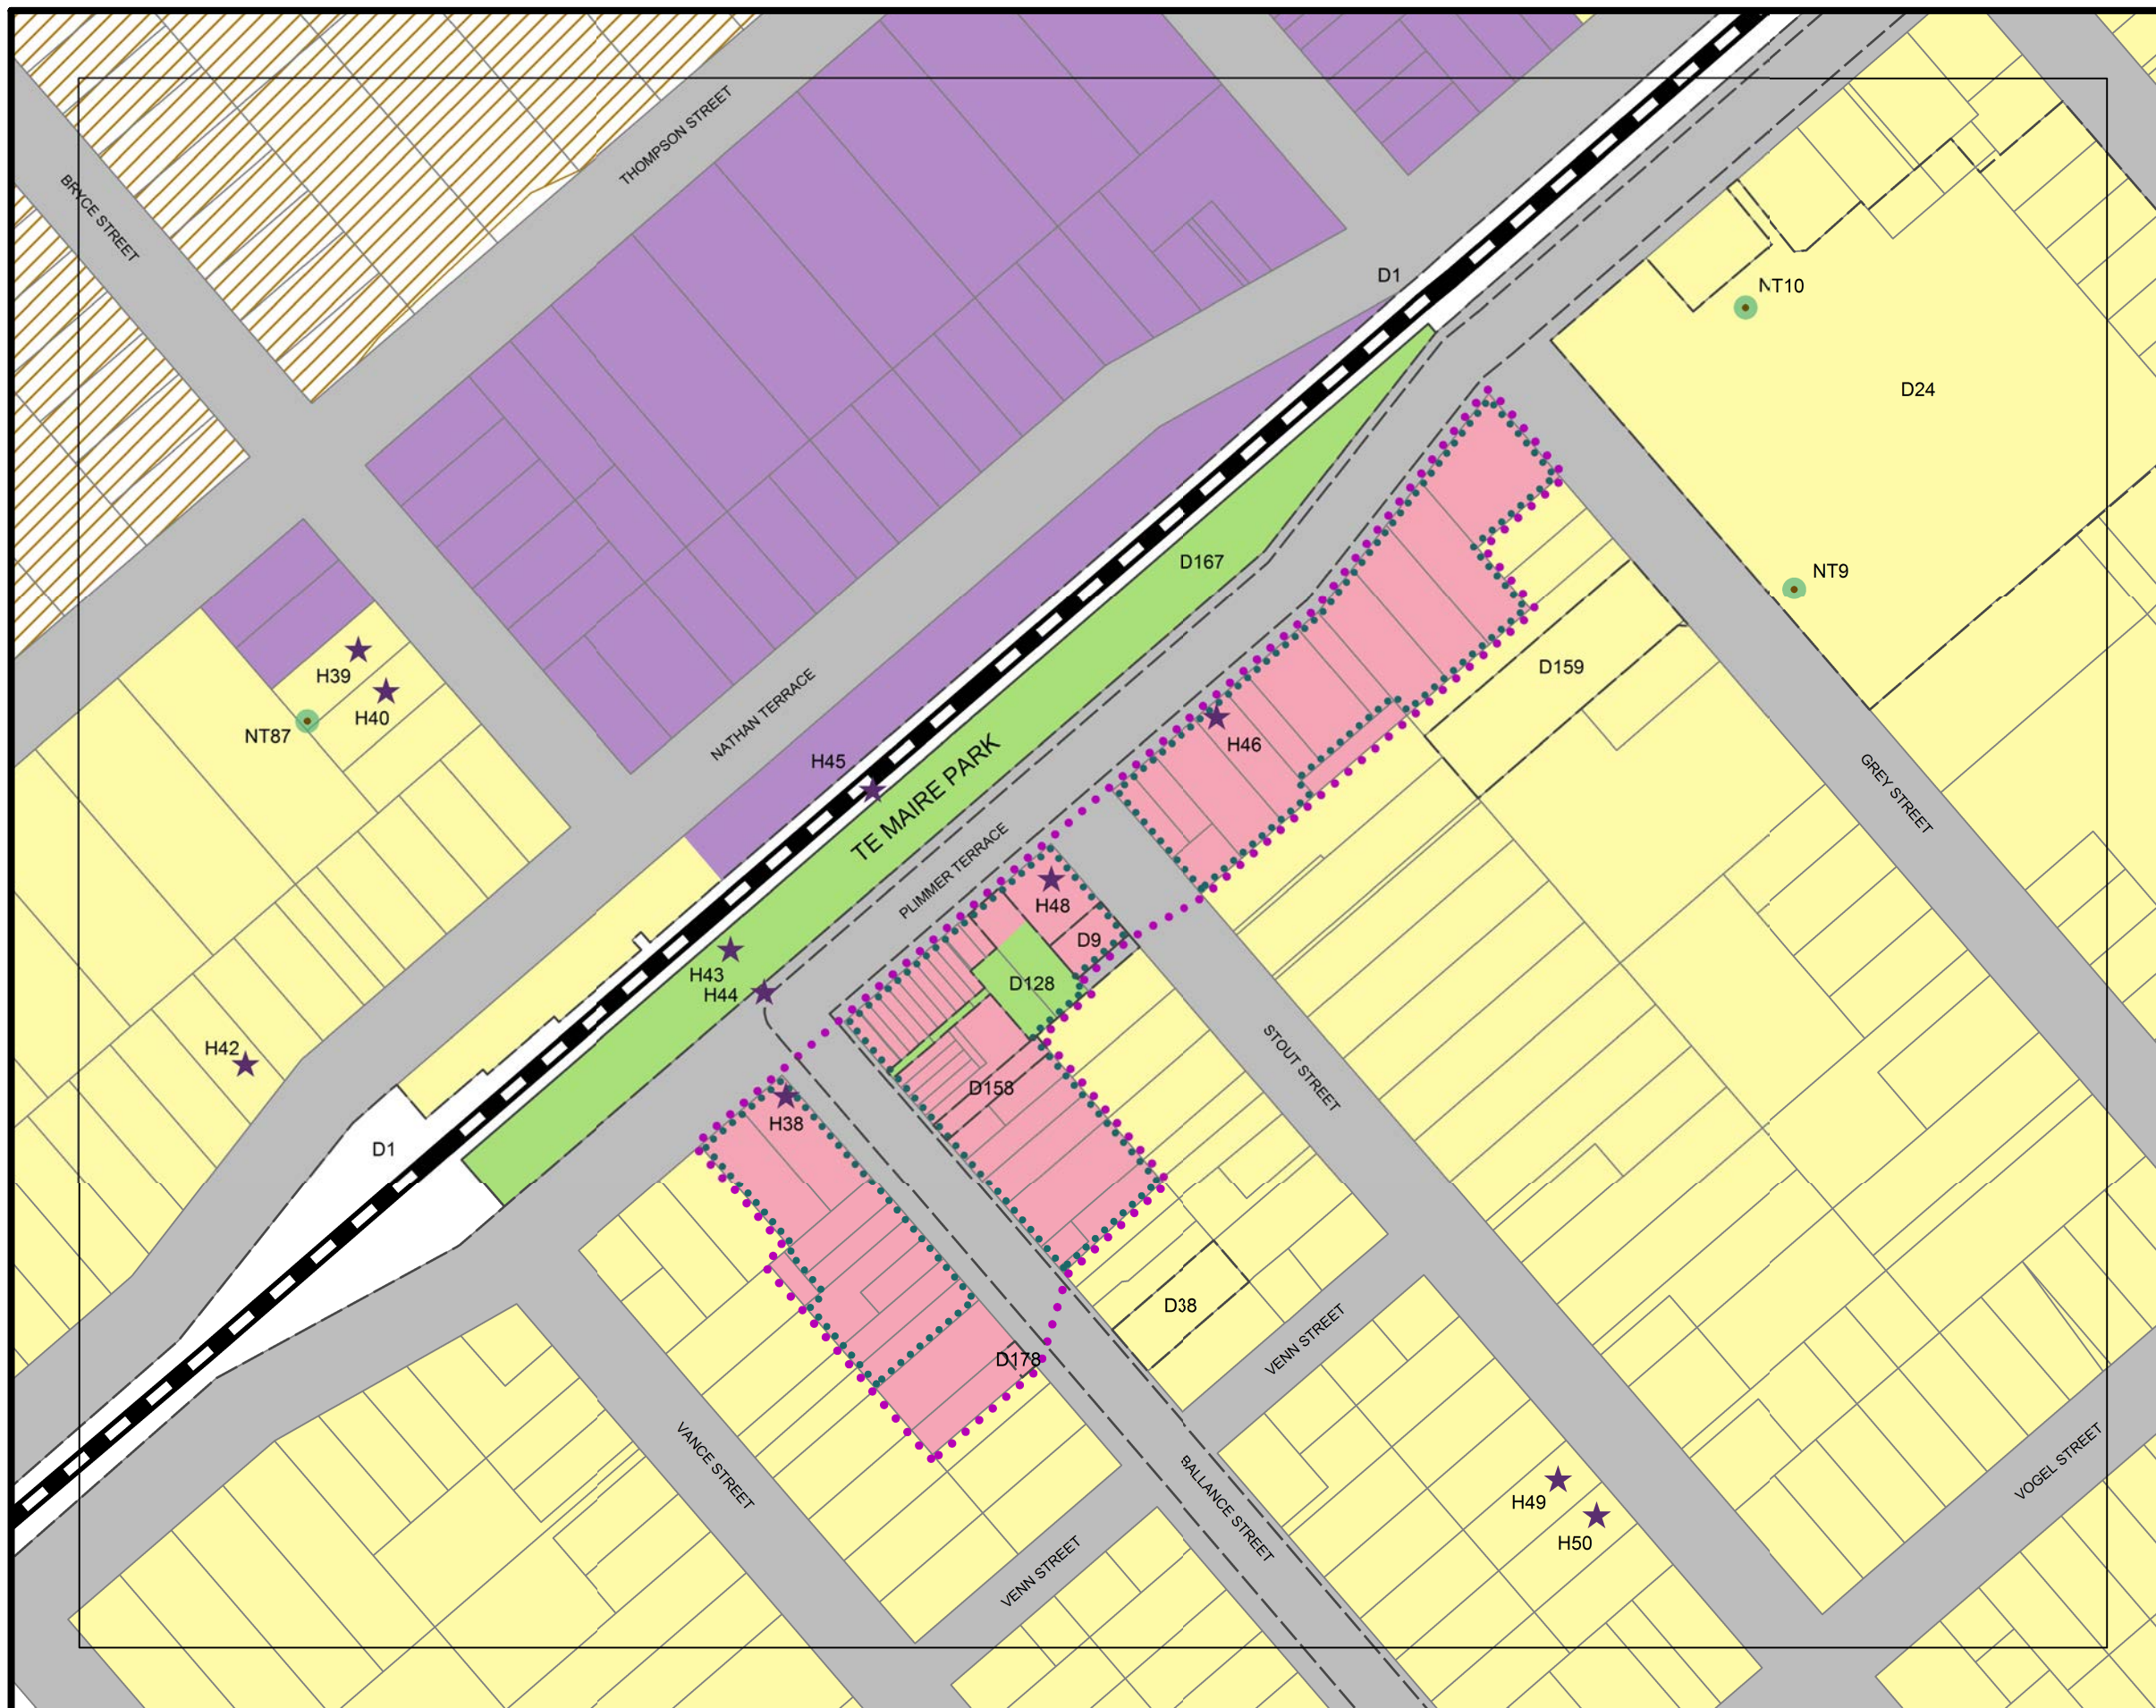 THOMPSON STREET
BRYCE STREET
D1
NT10
D24
D167
NT9
H39
D159
H40
NT87
NATHAN TERRACE
H45
H46
TE MAIRE PARK
GREY STREET
PLIMMER TERRACE
H48
D9
H43
D128
H44
H42
STOUT STREET
D158
H38
D1
D38
VENN STREET
D178
VANCE STREET
VOGEL STREET
BALLANCE STREET
H49
H50
VENN STREET